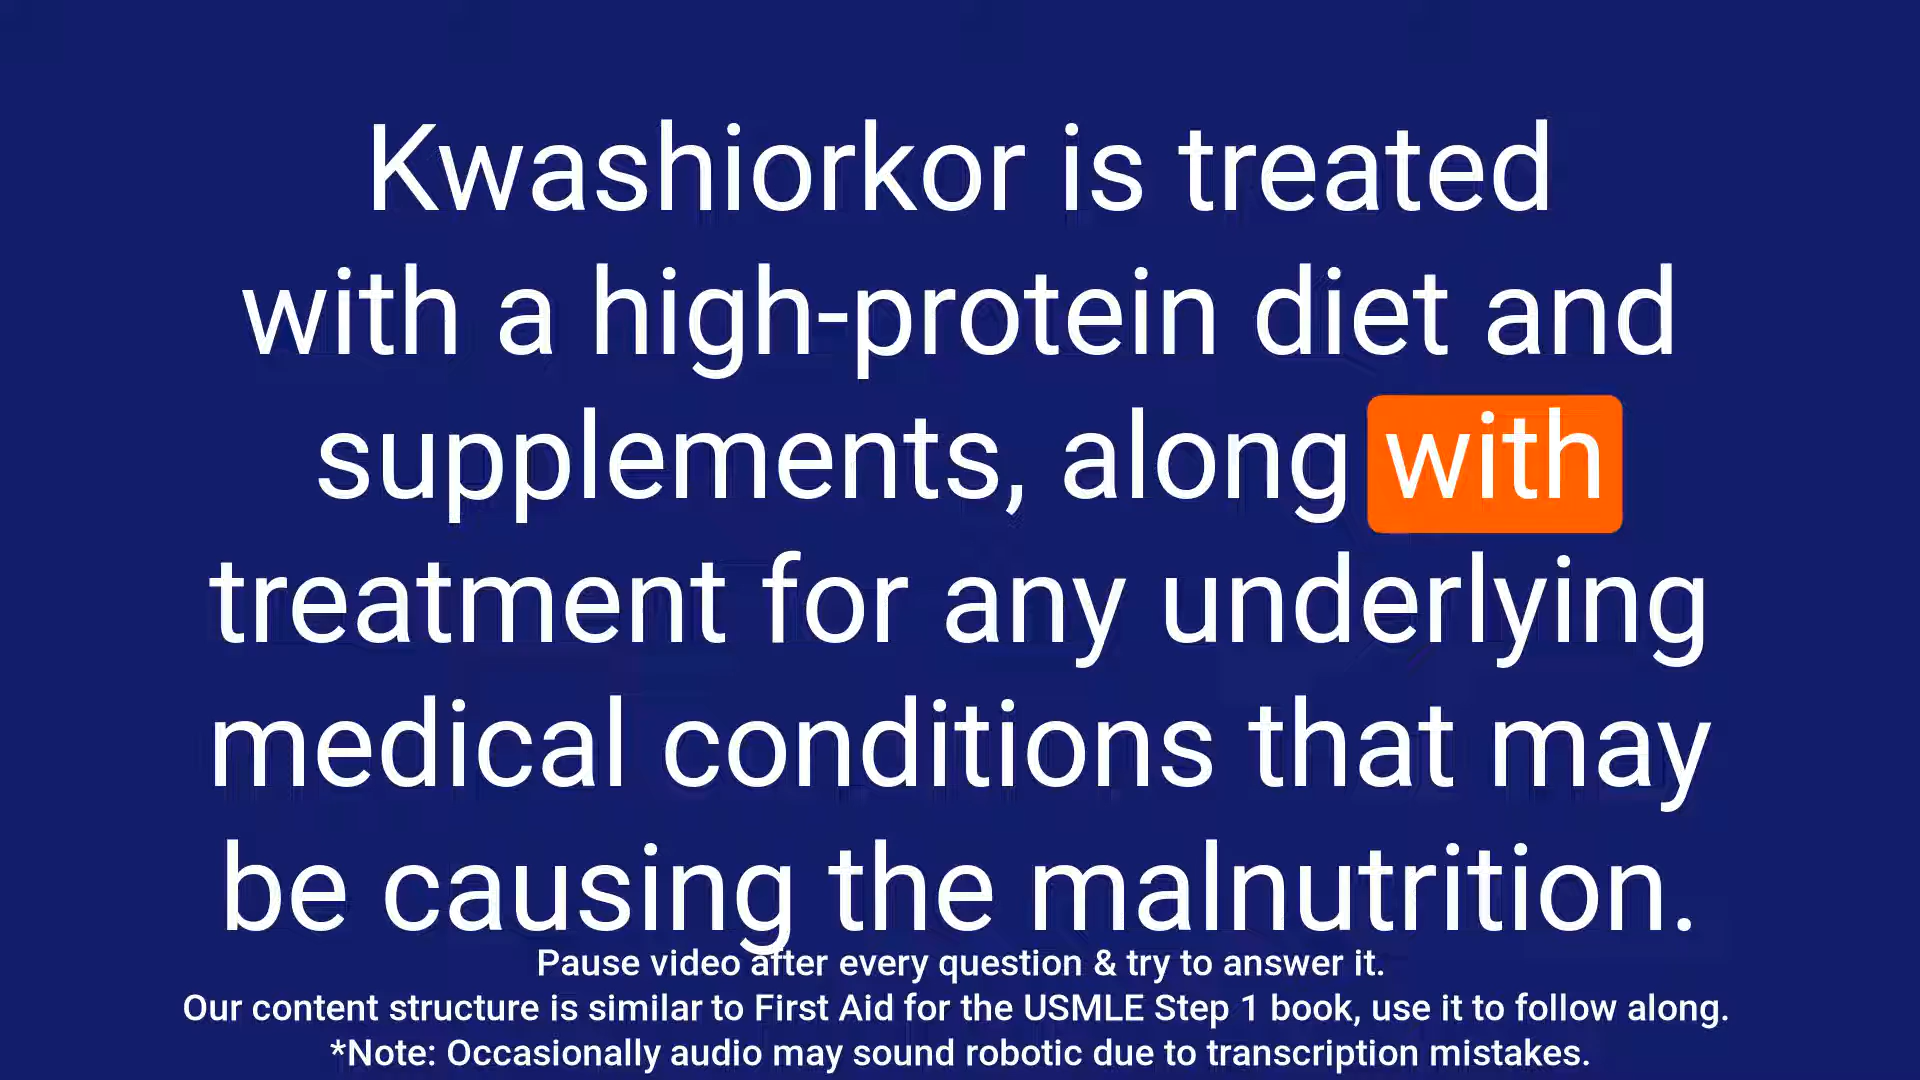 Kwashiorkor is treated
with a high-protein diet and
supplements, along with
treatment for any underlying
medical conditions that may
be causing the malnutrition.
Pause video after every question & try to answer it.
Our content structure is similar to First Aid for the USMLE Step 1 book, use it to follow along.
*Note: Occasionally audio may sound robotic due to transcription mistakes.